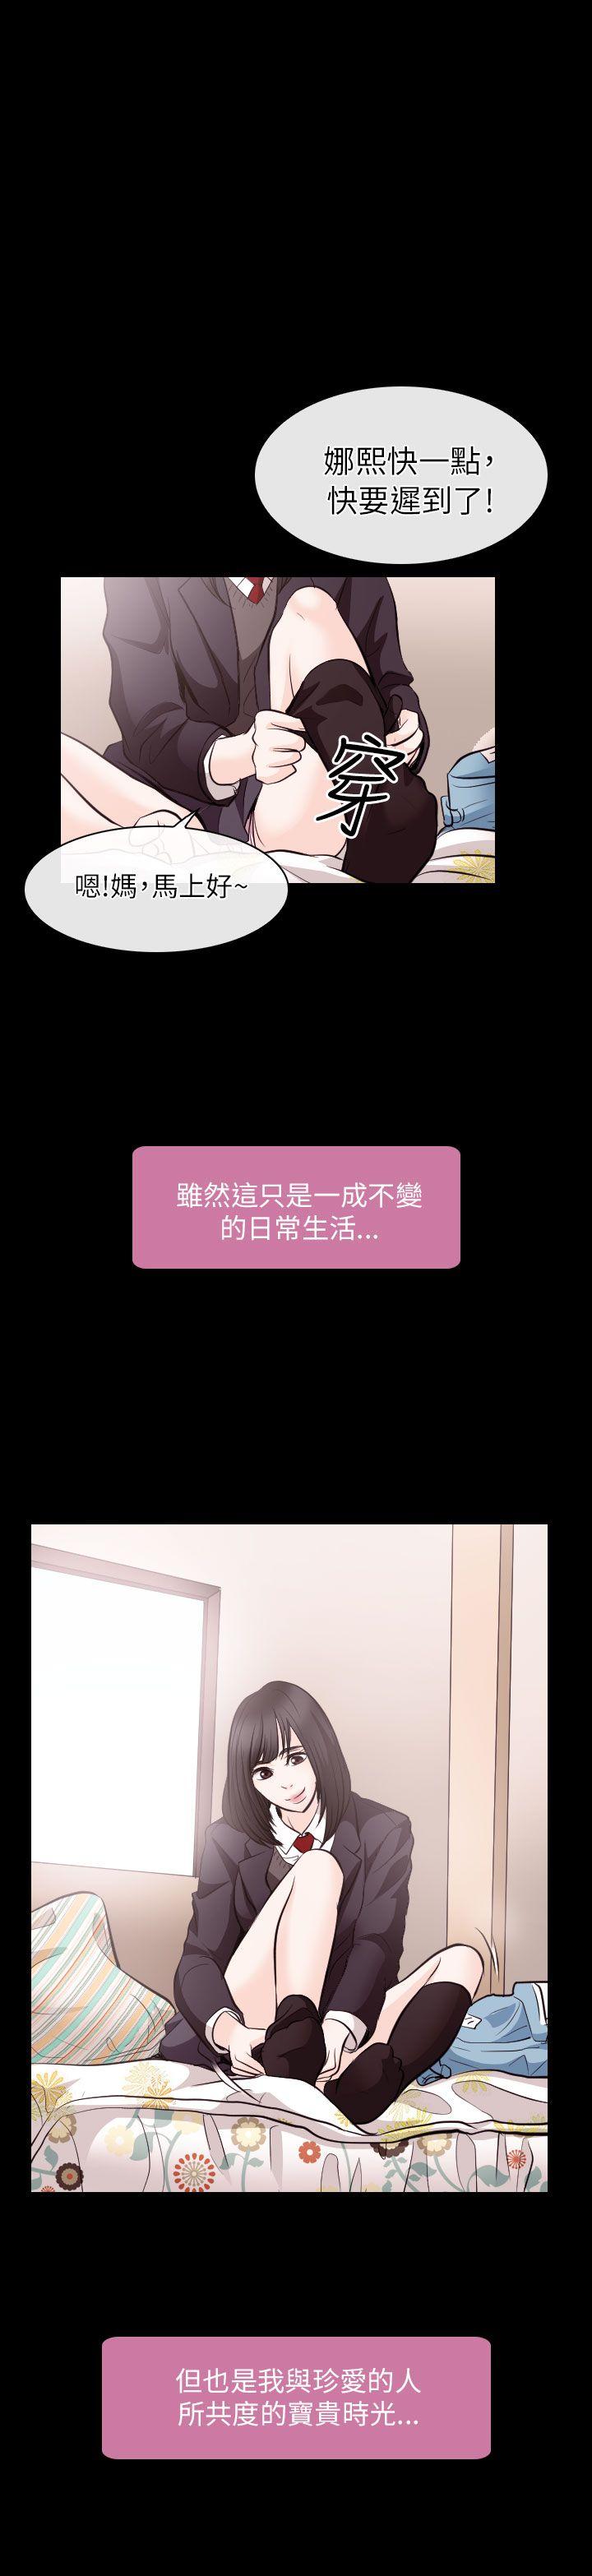 娜熙快一點,
快要遲到了!
穿
嗯!媽,馬上好~
雖然這只是一成不變
的日常生活...
但也是我與珍愛的人
所共度的寶貴時光...